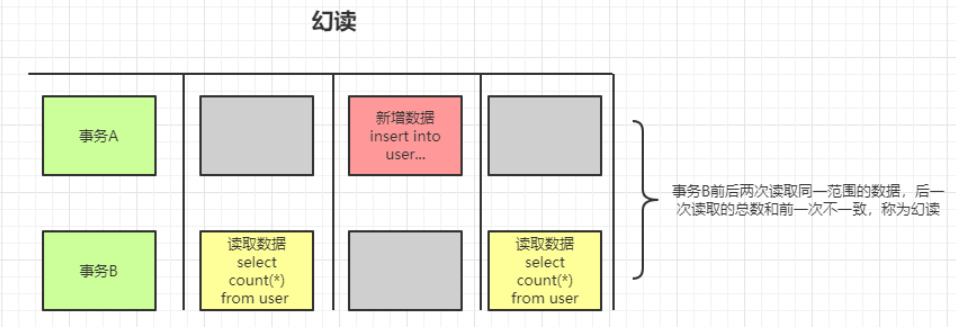 幻读
事务A
新增数据
insert into
user...
事务B
读取数据
select
count(*)
from user
读取数据
select
count(*)
from user
事务B前后两次读取同一范围的数据，后一
次读取的总数和前一次不一致，称为幻读